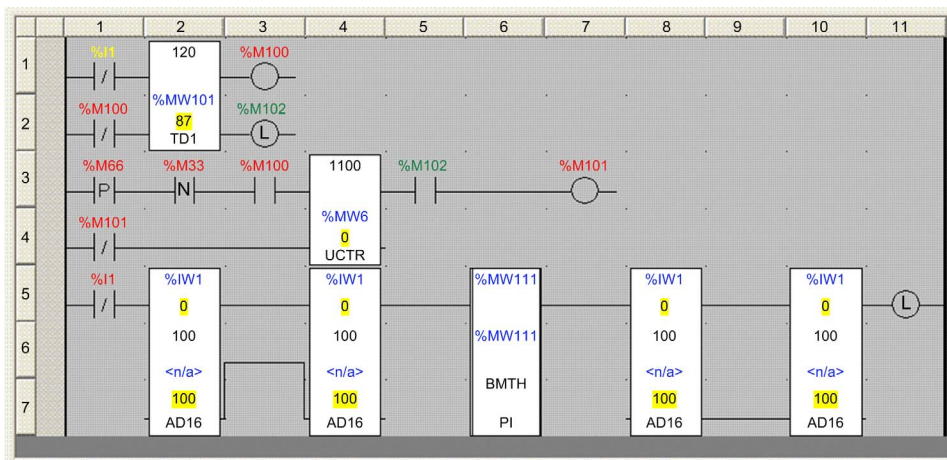 1 2 3 4 5 6 7 8 9 10 11
1 %I1 120 %M100
%MW101
2 %M100 87 %M102
TD1 L
3 %M66 %M33 %M100 1100 %M102 %M101
P N
%MW6
4 %M101 0
UCTR
5 %I1 %IW1 %IW1 %MW111 %IW1 %IW1
0 0 0 0 L
6 100 100 %MW111 100 100
<n/a> <n/a> <n/a> <n/a>
BMTH
7 100 100 100 100
AD16 AD16 PI AD16 AD16